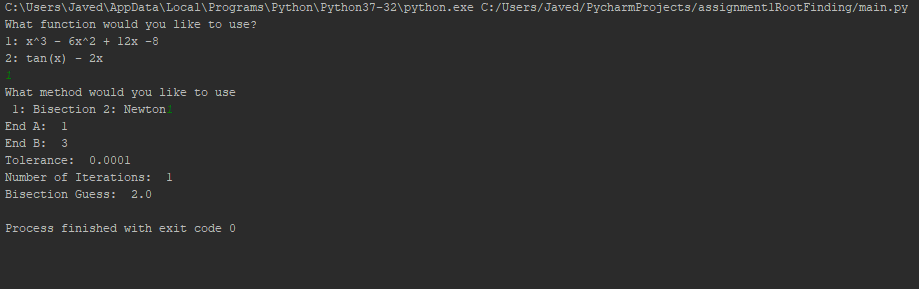 C:\Users\Javed\AppData\Local\Programs\Python\Python37-32\python.exe C:/Users/Javed/PycharmProjects/assignment1RootFinding/main.py
What function would you like to use?
1: x^3 - 6x^2 + 12x -8
2: tan(x) - 2x
1
What method would you like to use
1: Bisection 2: Newton1
End A:  1
End B:  3
Tolerance:  0.0001
Number of Iterations:  1
Bisection Guess:  2.0
Process finished with exit code 0